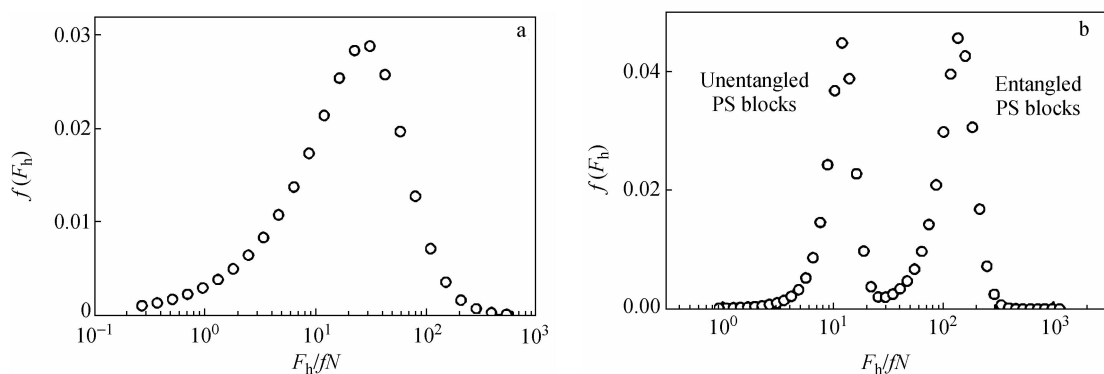 a
0.03
0.02
0.01
0
f (Fh)
10⁻¹ 10⁰ 10¹ 10² 10³
Fh/fN
b
Unentangled
PS blocks
Entangled
PS blocks
0.04
0.02
0.00
f (Fh)
10⁰ 10¹ 10² 10³
Fh/fN